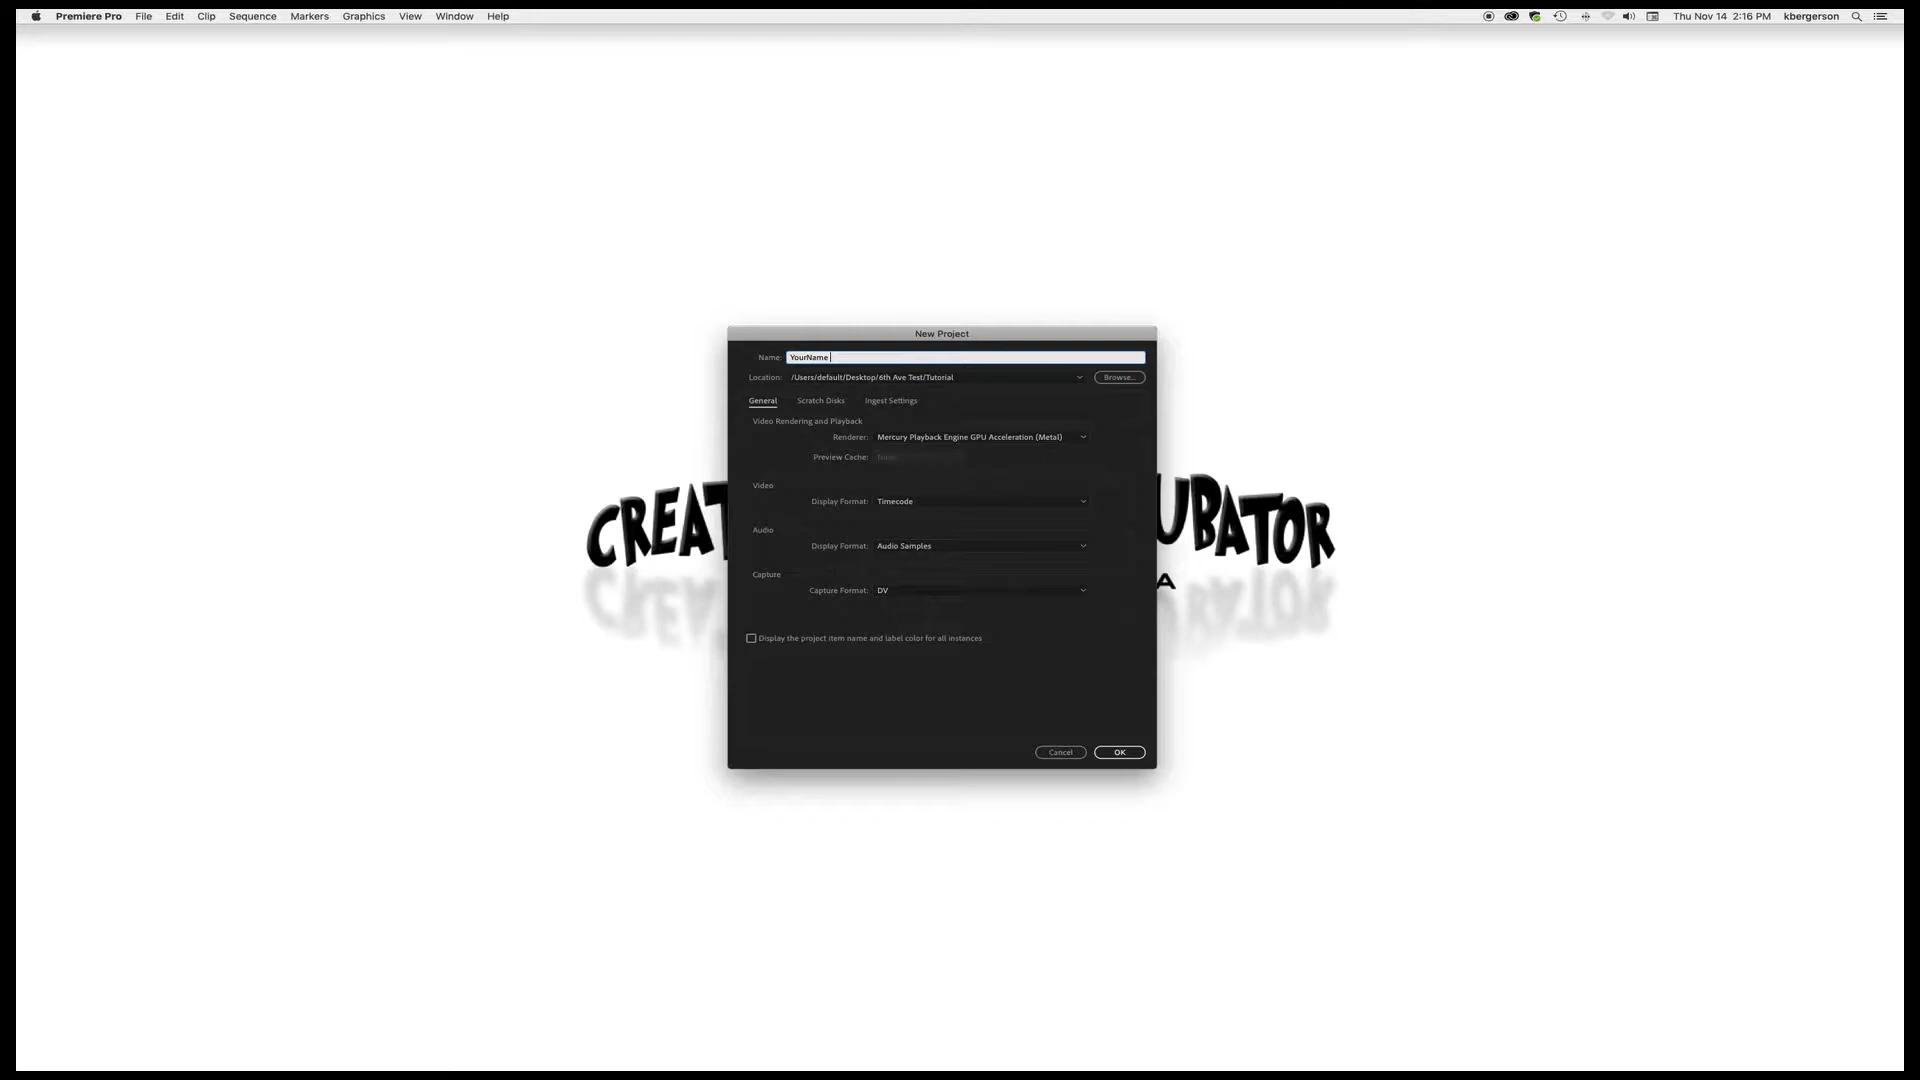 Premiere Pro File Edit Clip Sequence Markers Graphics View Window Help Thu Nov 14 2:16 PM kbergerson
New Project
Name: YourName
Location: /Users/default/Desktop/6th Ave Test/Tutorial Browse...
General Scratch Disks Ingest Settings
Video Rendering and Playback
Renderer: Mercury Playback Engine GPU Acceleration (Metal)
Preview Cache: None
Video
Display Format: Timecode
CREAT UBATOR
Audio
Display Format: Audio Samples
Capture
A
Capture Format: DV
Display the project item name and label color for all instances
Cancel OK